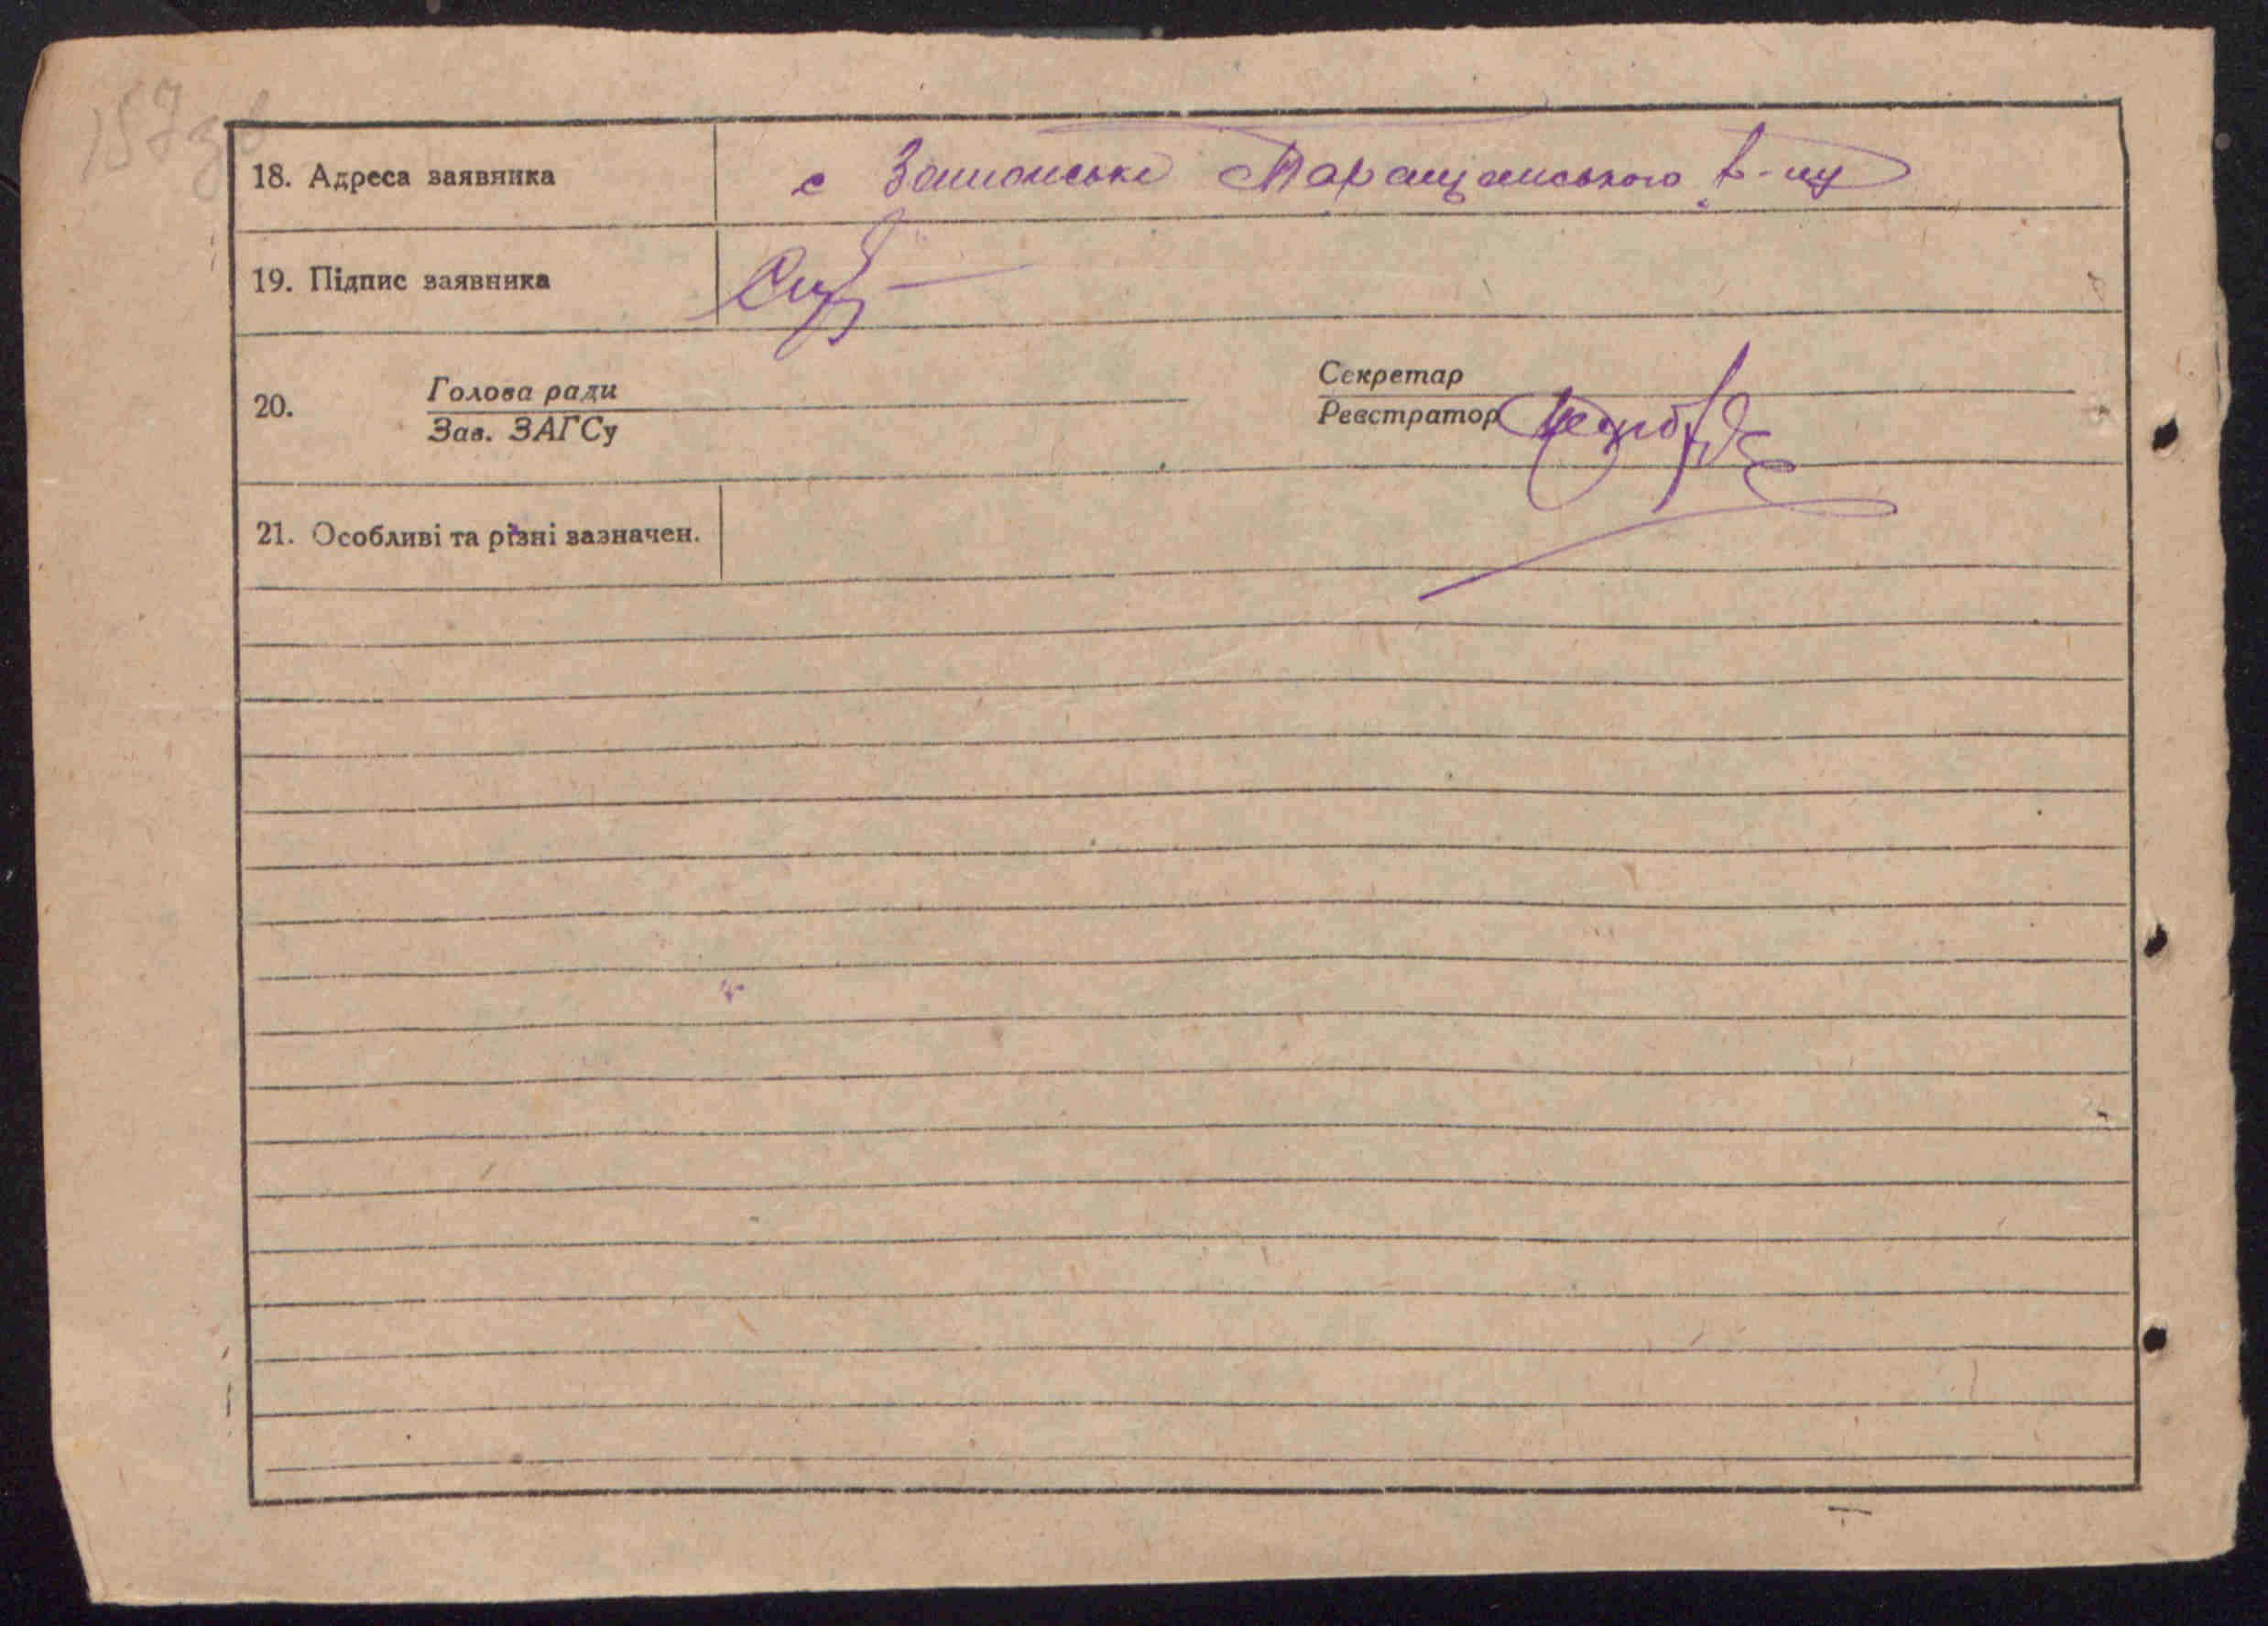 157зв
18. Адреса заявника
с Таращанського р-ну
19. Підпис заявника
20. Голова ради
Зав. ЗАГСу
Секретар
Реєстратор
21. Особливі та різні зазначен.